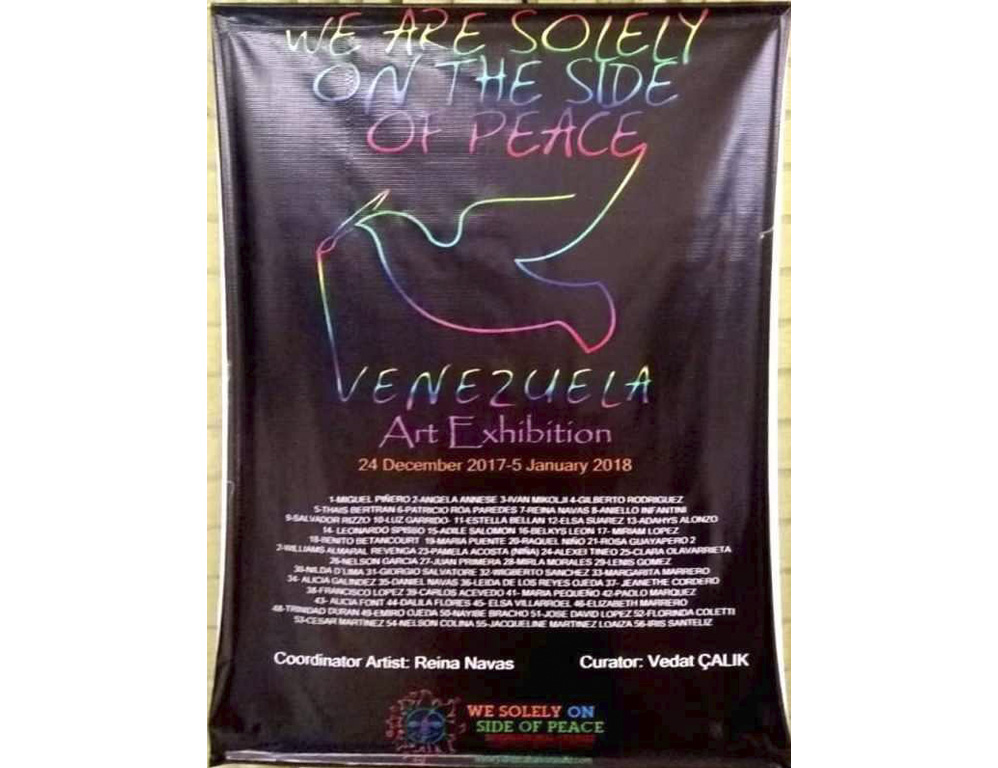 WE ARE SOLELY
ON THE SIDE
OF PEACE
VENEZUELA
Art Exhibition
24 December 2017-5 January 2018
1-MIGUEL PIÑERO 2-ANGELA ANNESE 3-IVAN MIKOLJI 4-GILBERTO RODRIGUEZ
5-THAIS BERTRAN 6-PATRICIO ROA PAREDES 7-REINA NAVAS 8-ANIELLO INFANTINI
9-SALVADOR RIZZO 10-LUZ GARRIDO- 11-ESTELLA BELLAN 12-ELSA SUAREZ 13-ADAHYS ALONZO
14- LEONARDO SPISSO 15-ADILE SALOMON 16-BELKYS LEON 17- MIRIAM LOPEZ
18-BENITO BETANCOURT 19-MARIA PUENTE 20-RAQUEL NIÑO 21-ROSA GUAYAPERO 2
2-WILLIAMS ALMARAL REVENGA 23-PAMELA ACOSTA (NIÑA) 24-ALEXEI TINEO 25-CLARA OLAVARRIETA
26-NELSON GARCIA 27-JUAN PRIMERA 28-MIRLA MORALES 29-LENIS GOMEZ
30-NILDA D'LIMA 31-GIORGIO SALVATORE 32-WIGBERTO SANCHEZ 33-MARGARITA MARRERO
34- ALICIA GALINDEZ 35-DANIEL NAVAS 36-LEIDA DE LOS REYES OJEDA 37- JEANETHE CORDERO
38-FRANCISCO LOPEZ 39-CARLOS ACEVEDO 41- MARIA PEQUEÑO 42-PAOLO MARQUEZ
43- ALICIA FONT 44-DALILA FLORES 45- ELSA VILLARROEL 46-ELIZABETH MARRERO
48-TRINIDAD DURAN 49-EMIRO OJEDA 50-NAYIBE BRACHO 51-JOSE DAVID LOPEZ 52-FLORINDA COLETTI
53-CESAR MARTINEZ 54-NELSON COLINA 55-JACQUELINE MARTINEZ LOAIZA 56-IRIS SANTELIZ
Coordinator Artist: Reina Navas
Curator: Vedat ÇALIK
WE SOLELY ON
SIDE OF PEACE